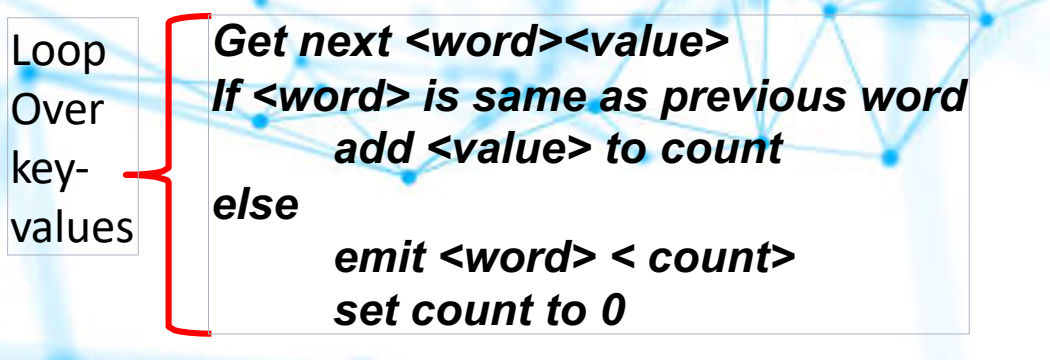 Loop
Over
key-
values
Get next <word><value>
If <word> is same as previous word
add <value> to count
else
emit <word> < count>
set count to 0